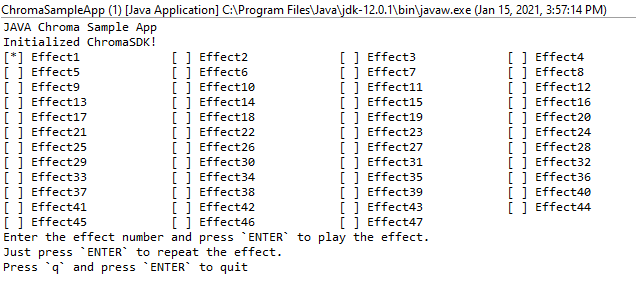 ChromaSampleApp (1) [Java Application] C:\Program Files\Java\jdk-12.0.1\bin\javaw.exe (Jan 15, 2021, 3:57:14 PM)
JAVA Chroma Sample App
Initialized ChromaSDK!
[*] Effect1 [ ] Effect2 [ ] Effect3 [ ] Effect4
[ ] Effect5 [ ] Effect6 [ ] Effect7 [ ] Effect8
[ ] Effect9 [ ] Effect10 [ ] Effect11 [ ] Effect12
[ ] Effect13 [ ] Effect14 [ ] Effect15 [ ] Effect16
[ ] Effect17 [ ] Effect18 [ ] Effect19 [ ] Effect20
[ ] Effect21 [ ] Effect22 [ ] Effect23 [ ] Effect24
[ ] Effect25 [ ] Effect26 [ ] Effect27 [ ] Effect28
[ ] Effect29 [ ] Effect30 [ ] Effect31 [ ] Effect32
[ ] Effect33 [ ] Effect34 [ ] Effect35 [ ] Effect36
[ ] Effect37 [ ] Effect38 [ ] Effect39 [ ] Effect40
[ ] Effect41 [ ] Effect42 [ ] Effect43 [ ] Effect44
[ ] Effect45 [ ] Effect46 [ ] Effect47
Enter the effect number and press `ENTER` to play the effect.
Just press `ENTER` to repeat the effect.
Press `q` and press `ENTER` to quit